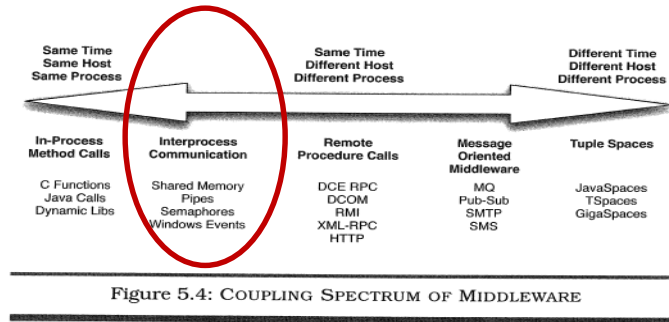 Same Time
Same Host
Same Process
Same Time
Different Host
Different Process
Different Time
Different Host
Different Process
In-Process
Method Calls
C Functions
Java Calls
Dynamic Libs
Interprocess
Communication
Shared Memory
Pipes
Semaphores
Windows Events
Remote
Procedure Calls
DCE RPC
DCOM
RMI
XML-RPC
HTTP
Message
Oriented
Middleware
MQ
Pub-Sub
SMTP
SMS
Tuple Spaces
JavaSpaces
TSpaces
GigaSpaces
Figure 5.4: COUPLING SPECTRUM OF MIDDLEWARE